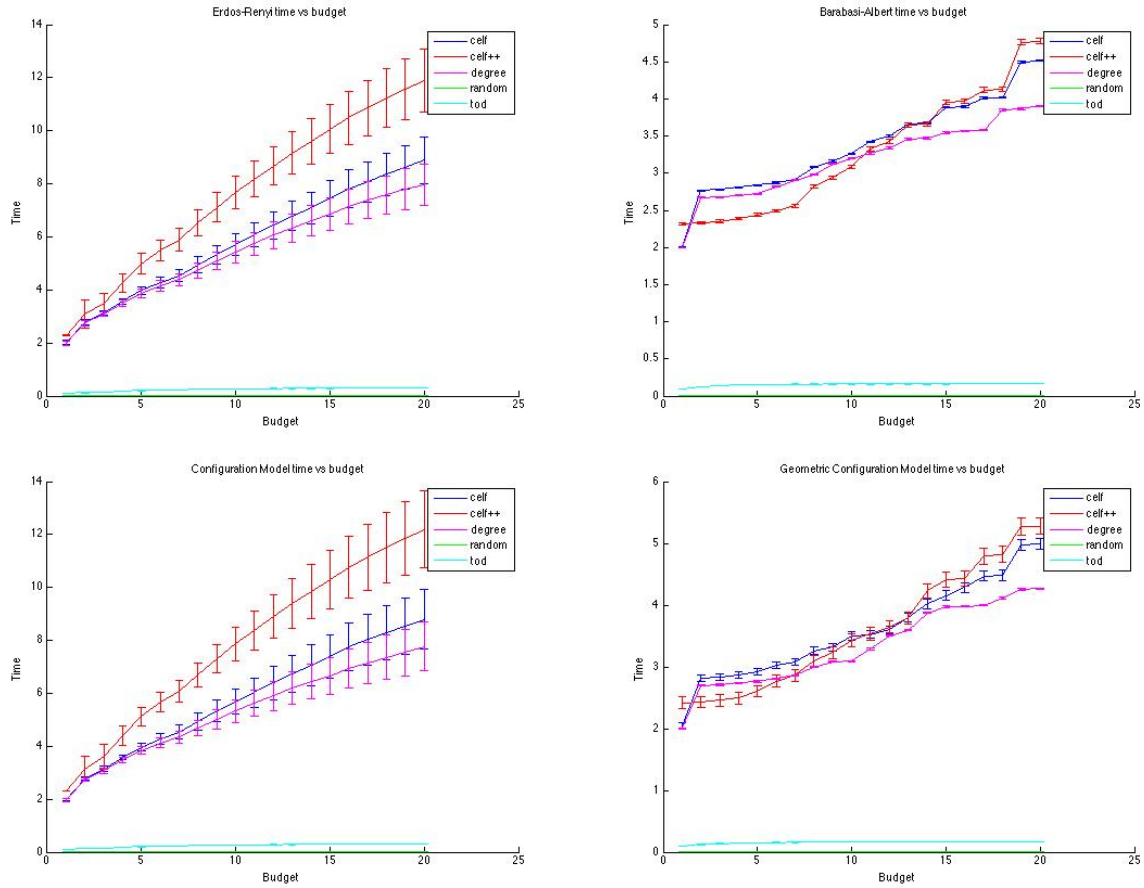 Erdos-Renyi time vs budget
14
12
10
8
6
4
2
0
Time
0 5 10 15 20 25
Budget
celf
celf++
degree
random
tod
Barabasi-Albert time vs budget
5
4.5
4
3.5
3
2.5
2
1.5
1
0.5
0
Time
0 5 10 15 20 25
Budget
celf
celf++
degree
random
tod
Configuration Model time vs budget
14
12
10
8
6
4
2
0
Time
0 5 10 15 20 25
Budget
celf
celf++
degree
random
tod
Geometric Configuration Model time vs budget
6
5
4
3
2
1
0
Time
0 5 10 15 20 25
Budget
celf
celf++
degree
random
tod